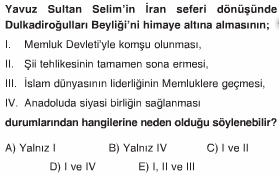 Yavuz Sultan Selim'in İran seferi dönüşünde
Dulkadiroğulları Beyliği'ni himaye altına almasının;
I. Memluk Devleti'yle komşu olunması,
II. Şii tehlikesinin tamamen sona ermesi,
III. İslam dünyasının liderliğinin Memluklere geçmesi,
IV. Anadoluda siyasi birliğin sağlanması
durumlarından hangilerine neden olduğu söylenebilir?
A) Yalnız I B) Yalnız IV C) I ve II
D) I ve IV E) I, II ve III